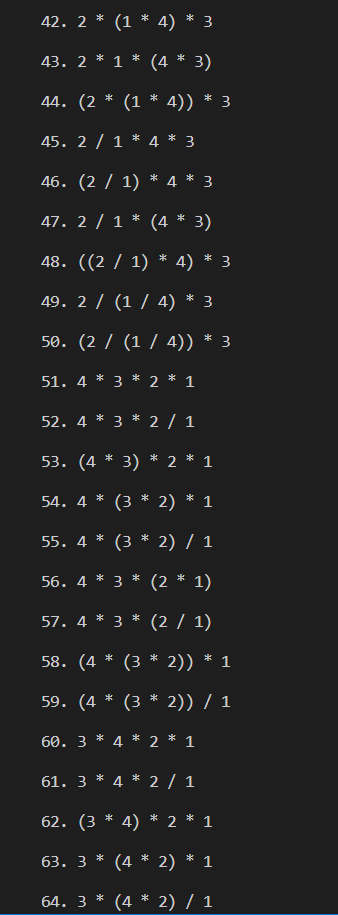 42. 2 * (1 * 4) * 3
43. 2 * 1 * (4 * 3)
44. (2 * (1 * 4)) * 3
45. 2 / 1 * 4 * 3
46. (2 / 1) * 4 * 3
47. 2 / 1 * (4 * 3)
48. ((2 / 1) * 4) * 3
49. 2 / (1 / 4) * 3
50. (2 / (1 / 4)) * 3
51. 4 * 3 * 2 * 1
52. 4 * 3 * 2 / 1
53. (4 * 3) * 2 * 1
54. 4 * (3 * 2) * 1
55. 4 * (3 * 2) / 1
56. 4 * 3 * (2 * 1)
57. 4 * 3 * (2 / 1)
58. (4 * (3 * 2)) * 1
59. (4 * (3 * 2)) / 1
60. 3 * 4 * 2 * 1
61. 3 * 4 * 2 / 1
62. (3 * 4) * 2 * 1
63. 3 * (4 * 2) * 1
64. 3 * (4 * 2) / 1